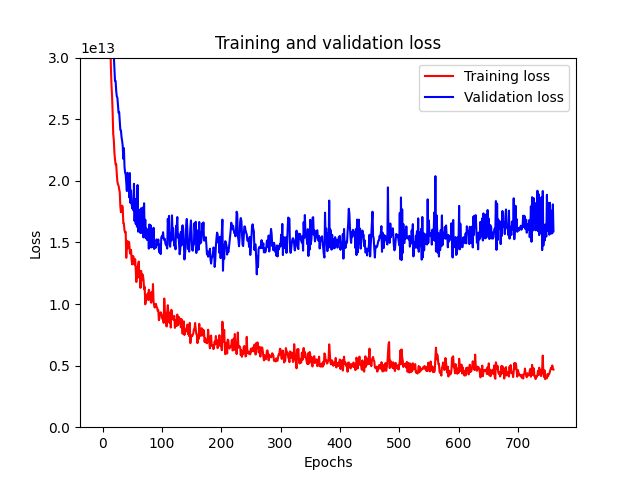 Training and validation loss
1e13
Training loss
Validation loss
3.0
2.5
2.0
1.5
1.0
0.5
0.0
Loss
0 100 200 300 400 500 600 700
Epochs